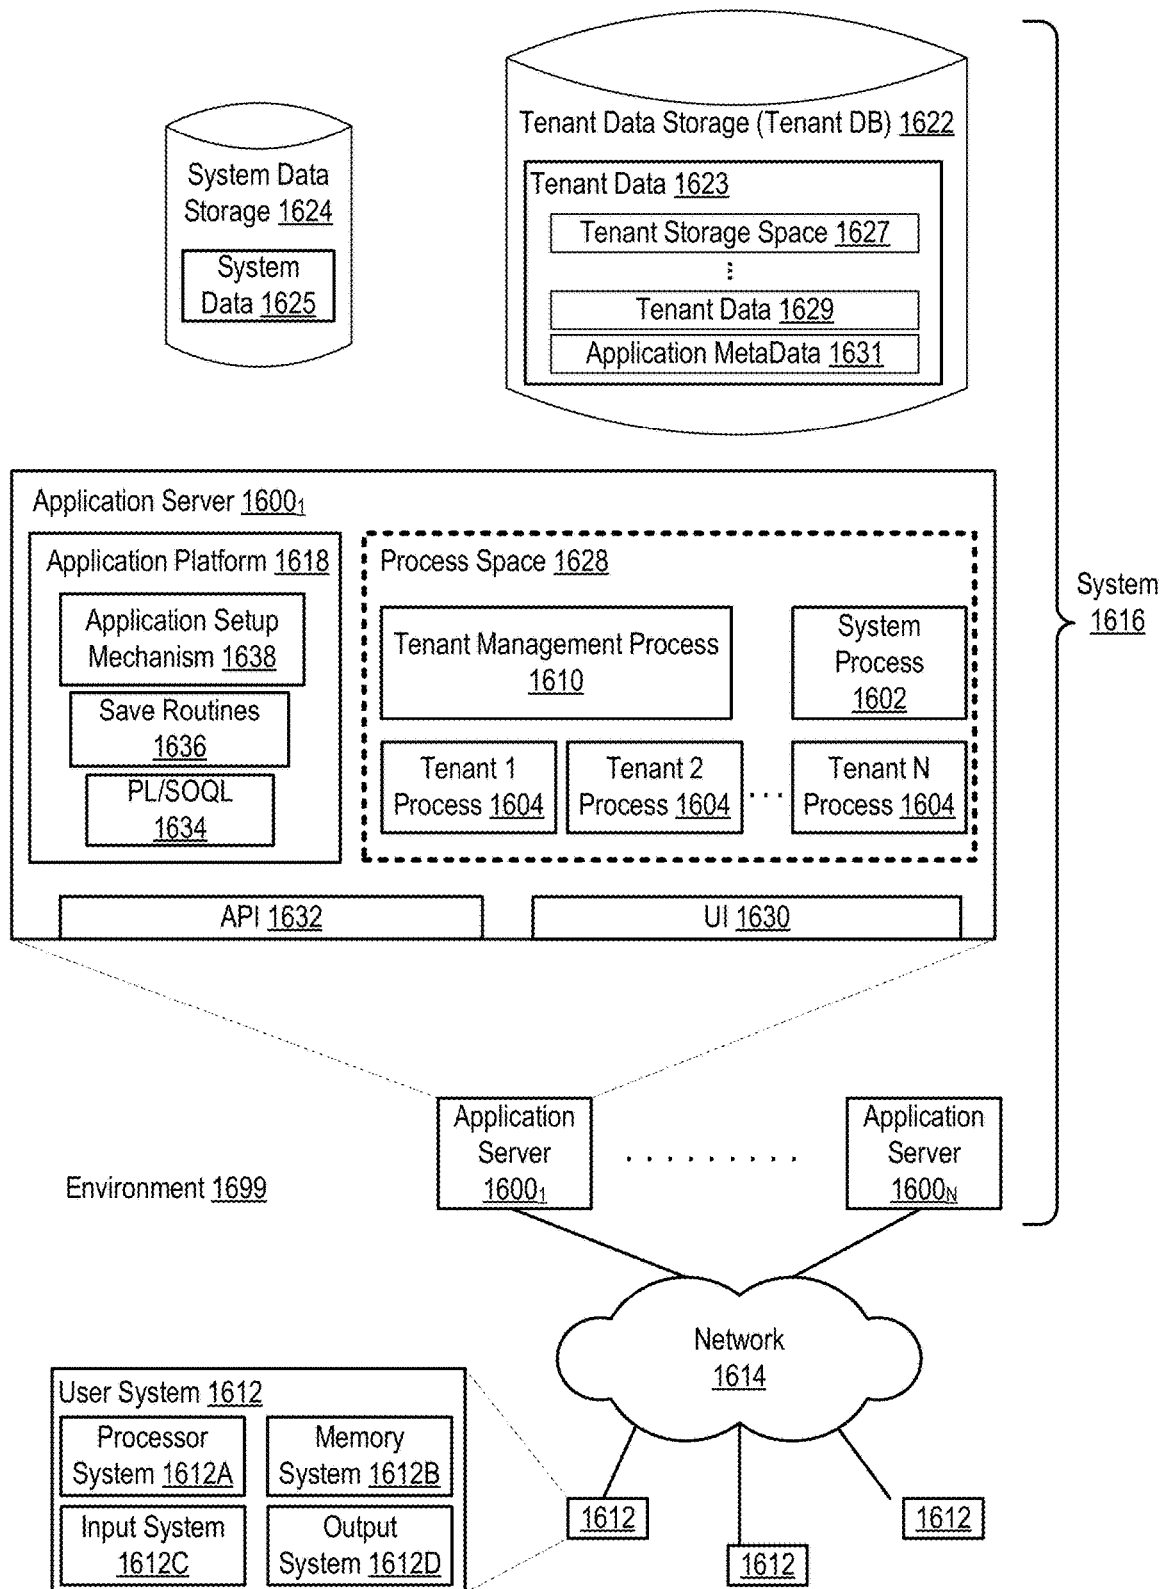 System Data
Storage 1624
System
Data 1625
Tenant Data Storage (Tenant DB) 1622
Tenant Data 1623
Tenant Storage Space 1627
Tenant Data 1629
Application MetaData 1631
Application Server 1600₁
Application Platform 1618
Application Setup
Mechanism 1638
Save Routines
1636
PL/SOQL
1634
Process Space 1628
Tenant Management Process
1610
System
Process
1602
Tenant 1
Process 1604
Tenant 2
Process 1604
Tenant N
Process 1604
API 1632
UI 1630
System
1616
Application
Server
1600₁
Application
Server
1600N
Environment 1699
Network
1614
User System 1612
Processor
System 1612A
Memory
System 1612B
Input System
1612C
Output
System 1612D
1612
1612
1612